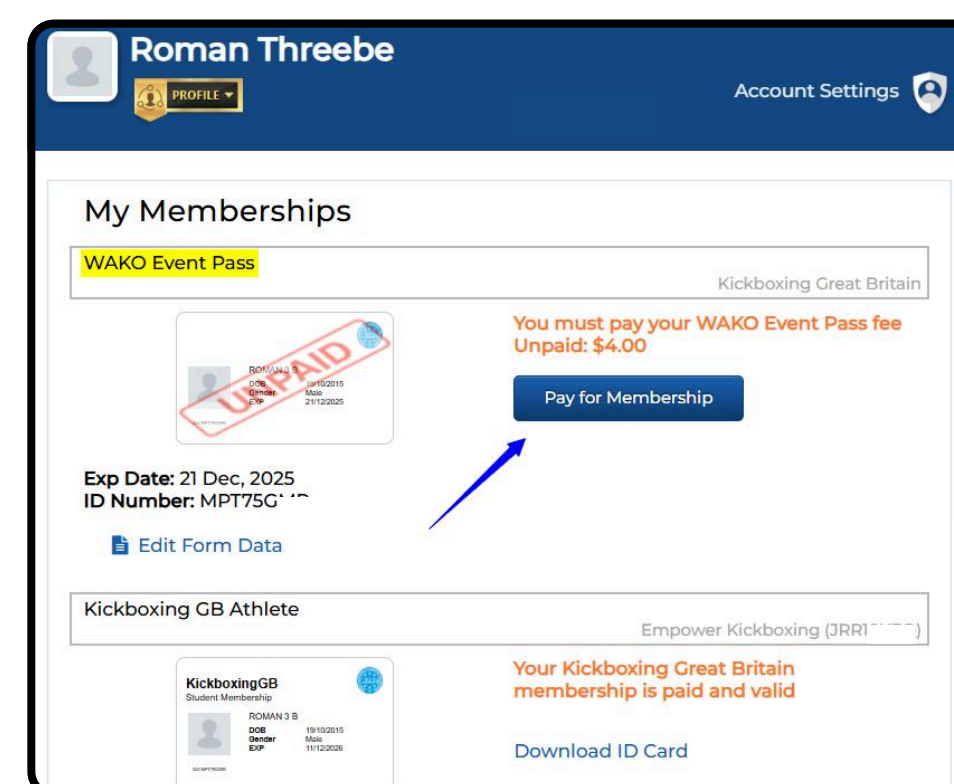 Roman Threebe
PROFILE
Account Settings
My Memberships
WAKO Event Pass
Kickboxing Great Britain
UNPAID
ROMAN 3 B
DOB 19/10/2015
Gender Male
EXP 21/12/2025
You must pay your WAKO Event Pass fee
Unpaid: $4.00
Pay for Membership
Exp Date: 21 Dec, 2025
ID Number:
Edit Form Data
Kickboxing GB Athlete
Empower Kickboxing
KickboxingGB
Student Membership
ROMAN 3 B
DOB 19/10/2015
Gender Male
EXP 11/12/2026
Your Kickboxing Great Britain
membership is paid and valid
Download ID Card